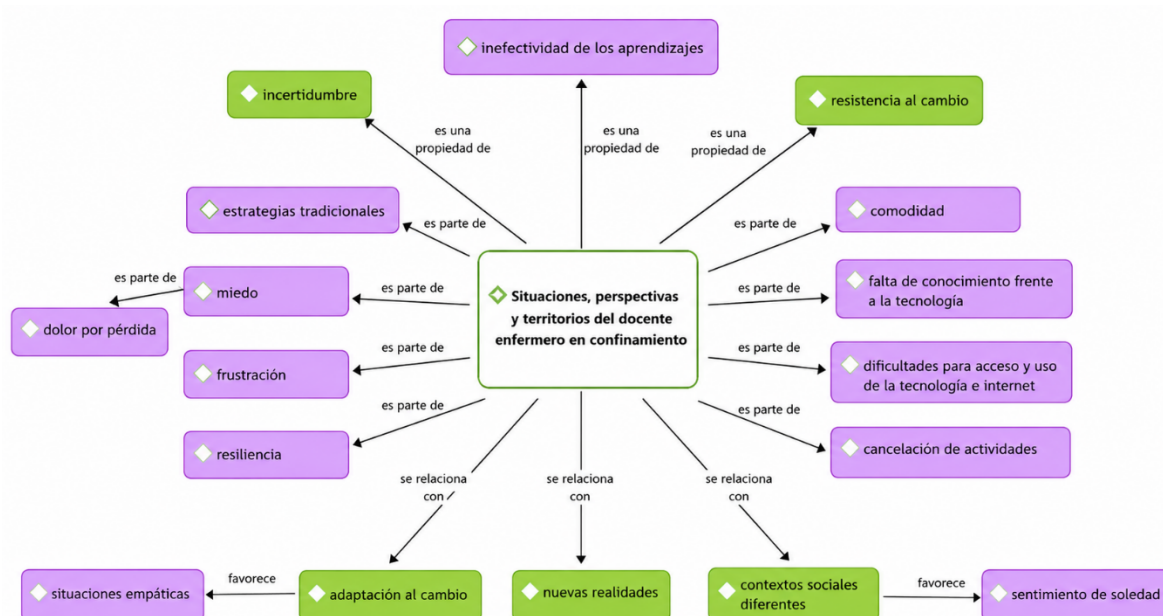 inefectividad de los aprendizajes
incertidumbre
resistencia al cambio
es una
propiedad de
es una
propiedad de
es una
propiedad de
estrategias tradicionales
es parte de
es parte de
comodidad
es parte de
miedo
es parte de
dolor por pérdida
Situaciones, perspectivas
y territorios del docente
enfermero en confinamiento
es parte de
falta de conocimiento frente
a la tecnología
frustración
es parte de
es parte de
dificultades para acceso y uso
de la tecnología e internet
resiliencia
es parte de
es parte de
cancelación de actividades
se relaciona
con
se relaciona
con
se relaciona
con
situaciones empáticas
favorece
adaptación al cambio
nuevas realidades
contextos sociales
diferentes
favorece
sentimiento de soledad